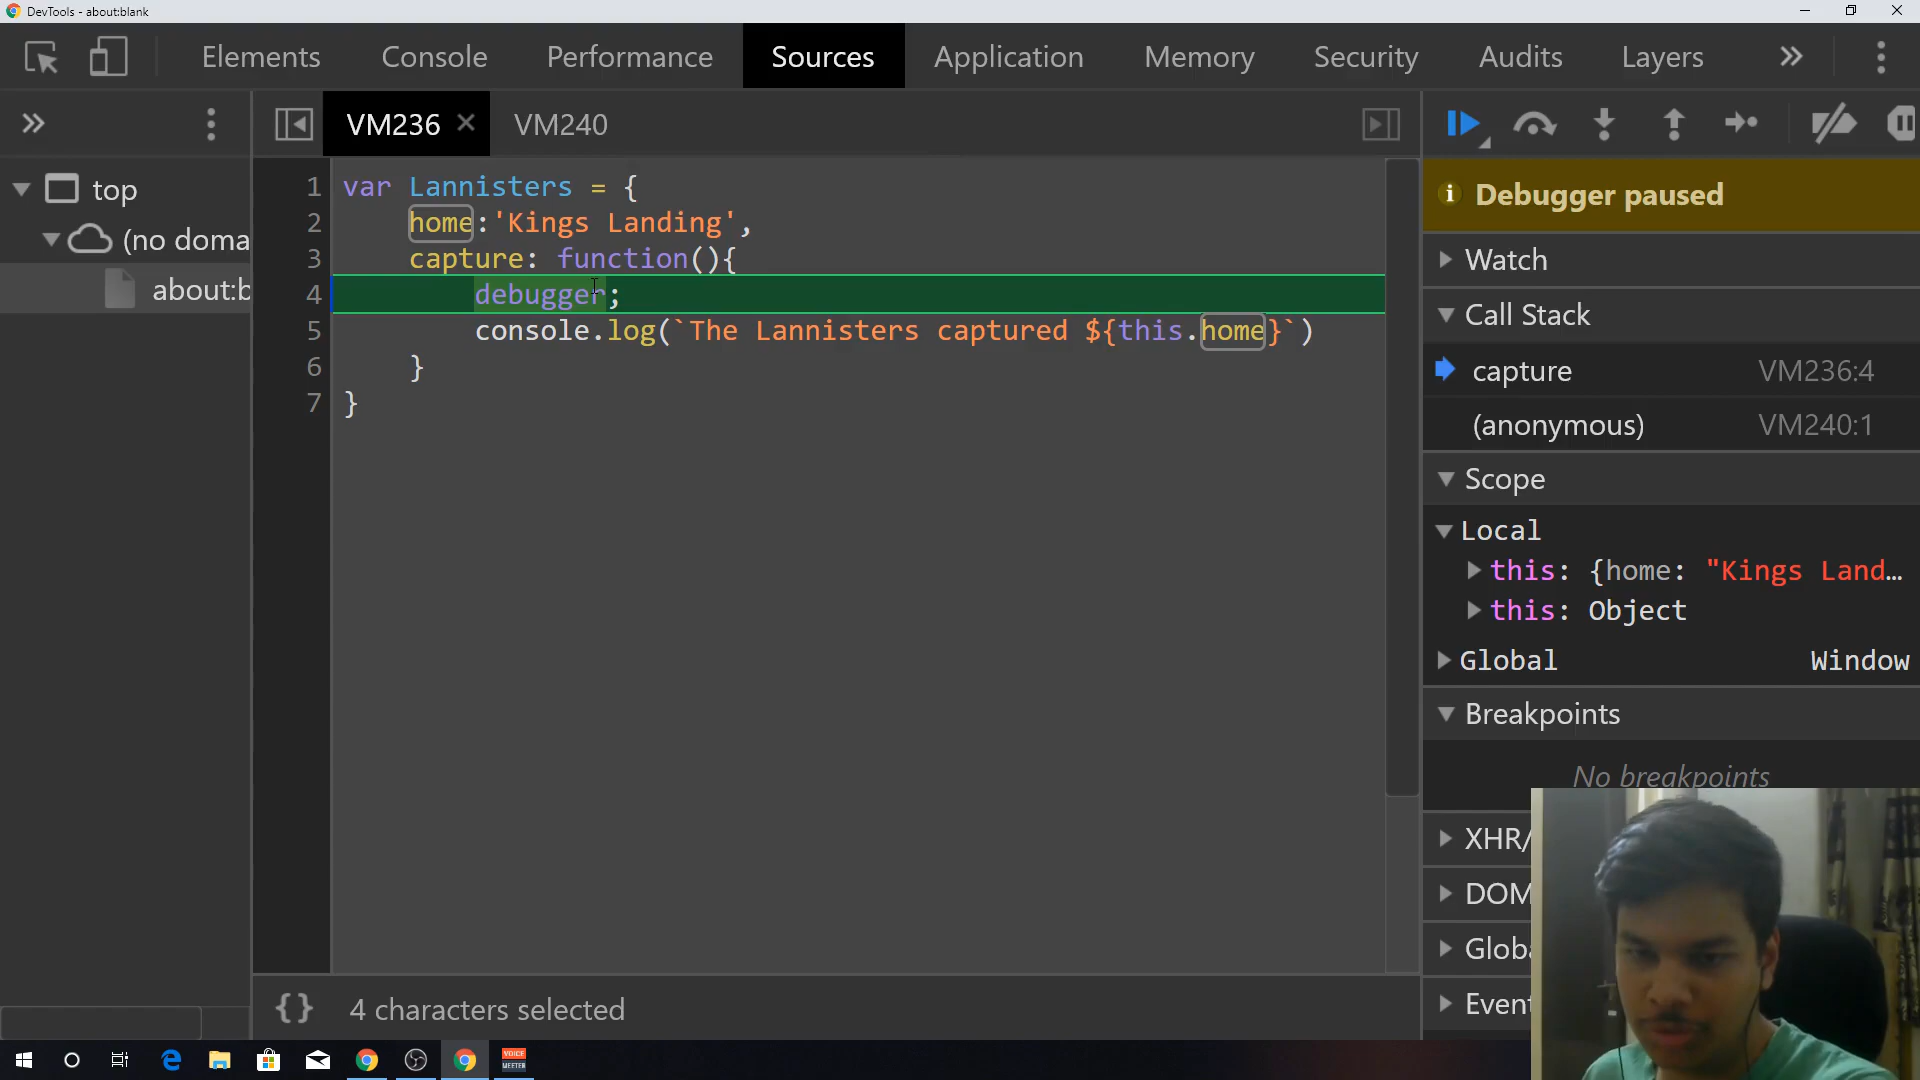 DevTools - about:blank
Elements Console Performance Sources Application Memory Security Audits Layers
VM236 VM240
top
(no doma
about:b
1 var Lannisters = {
2 home:'Kings Landing',
3 capture: function(){
4 debugger;
5 console.log(`The Lannisters captured ${this.home}`)
6 }
7 }
{} 4 characters selected
Debugger paused
Watch
Call Stack
capture VM236:4
(anonymous) VM240:1
Scope
Local
this: {home: "Kings Land…
this: Object
Global Window
Breakpoints
No breakpoints
XHR/
DOM
Globa
Event
VOICE
MEETER